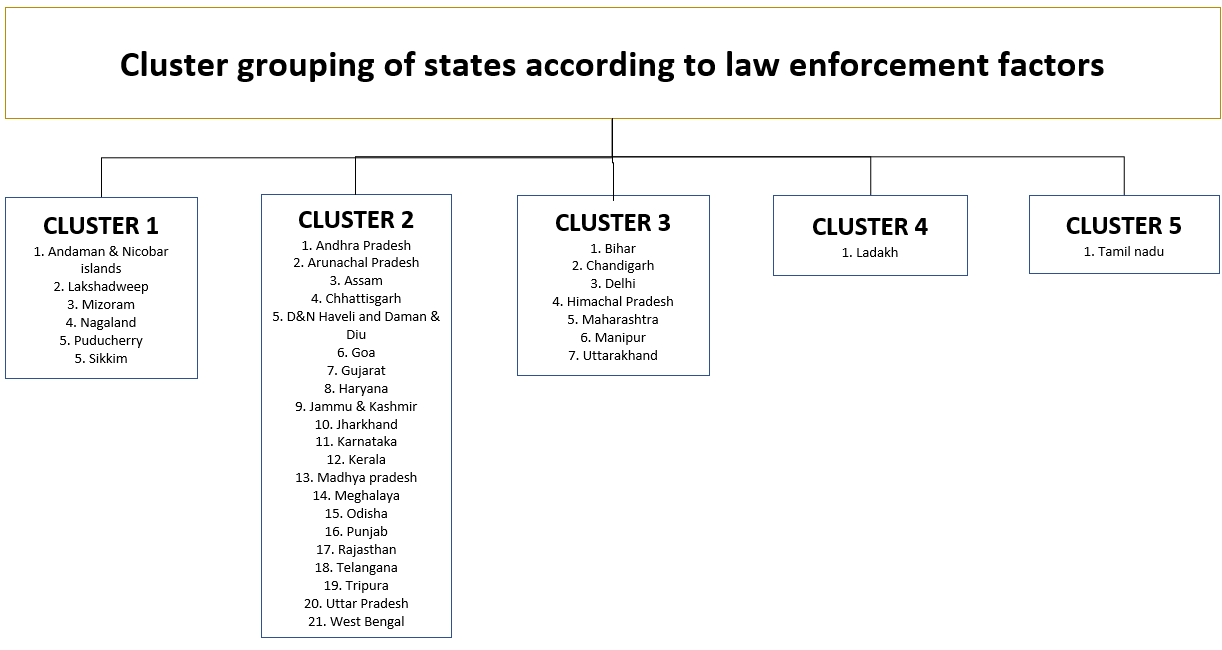 Cluster grouping of states according to law enforcement factors
CLUSTER 1
1. Andaman & Nicobar
islands
2. Lakshadweep
3. Mizoram
4. Nagaland
5. Puducherry
5. Sikkim
CLUSTER 2
1. Andhra Pradesh
2. Arunachal Pradesh
3. Assam
4. Chhattisgarh
5. D&N Haveli and Daman &
Diu
6. Goa
7. Gujarat
8. Haryana
9. Jammu & Kashmir
10. Jharkhand
11. Karnataka
12. Kerala
13. Madhya pradesh
14. Meghalaya
15. Odisha
16. Punjab
17. Rajasthan
18. Telangana
19. Tripura
20. Uttar Pradesh
21. West Bengal
CLUSTER 3
1. Bihar
2. Chandigarh
3. Delhi
4. Himachal Pradesh
5. Maharashtra
6. Manipur
7. Uttarakhand
CLUSTER 4
1. Ladakh
CLUSTER 5
1. Tamil nadu